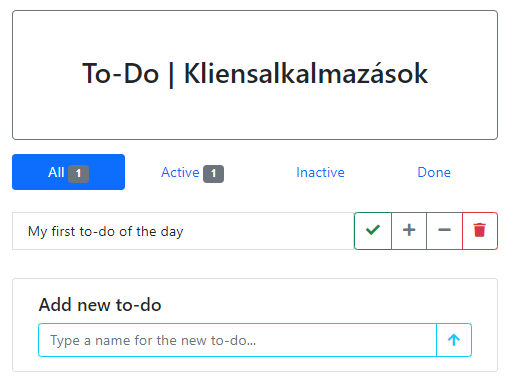 To-Do | Kliensalkalmazások
All 1 Active 1 Inactive Done
My first to-do of the day
Add new to-do
Type a name for the new to-do...